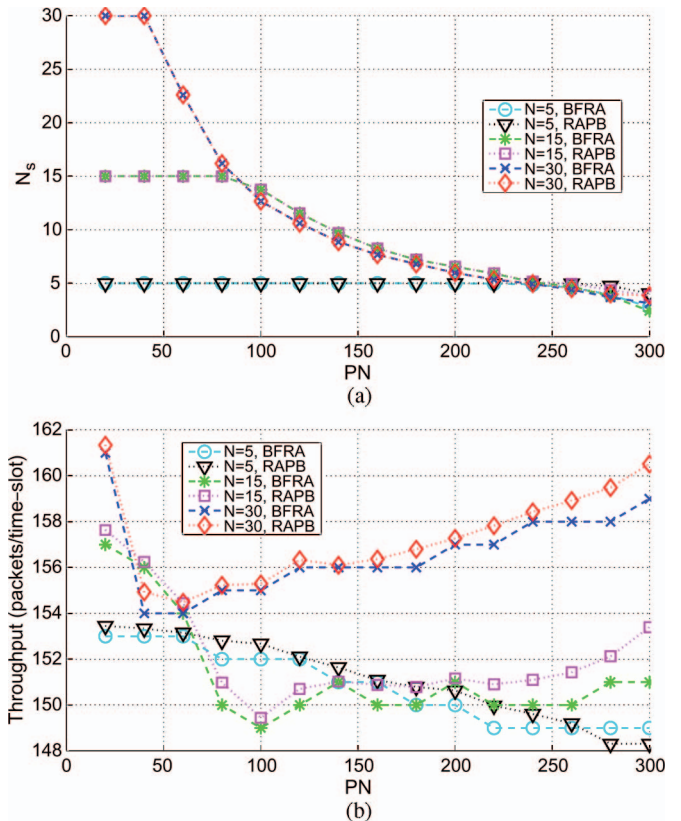 30
25
20
15
10
5
0
N_s
N=5, BFRA
N=5, RAPB
N=15, BFRA
N=15, RAPB
N=30, BFRA
N=30, RAPB
0 50 100 150 200 250 300
PN
(a)
162
160
158
156
154
152
150
148
Throughput (packets/time-slot)
N=5, BFRA
N=5, RAPB
N=15, BFRA
N=15, RAPB
N=30, BFRA
N=30, RAPB
0 50 100 150 200 250 300
PN
(b)